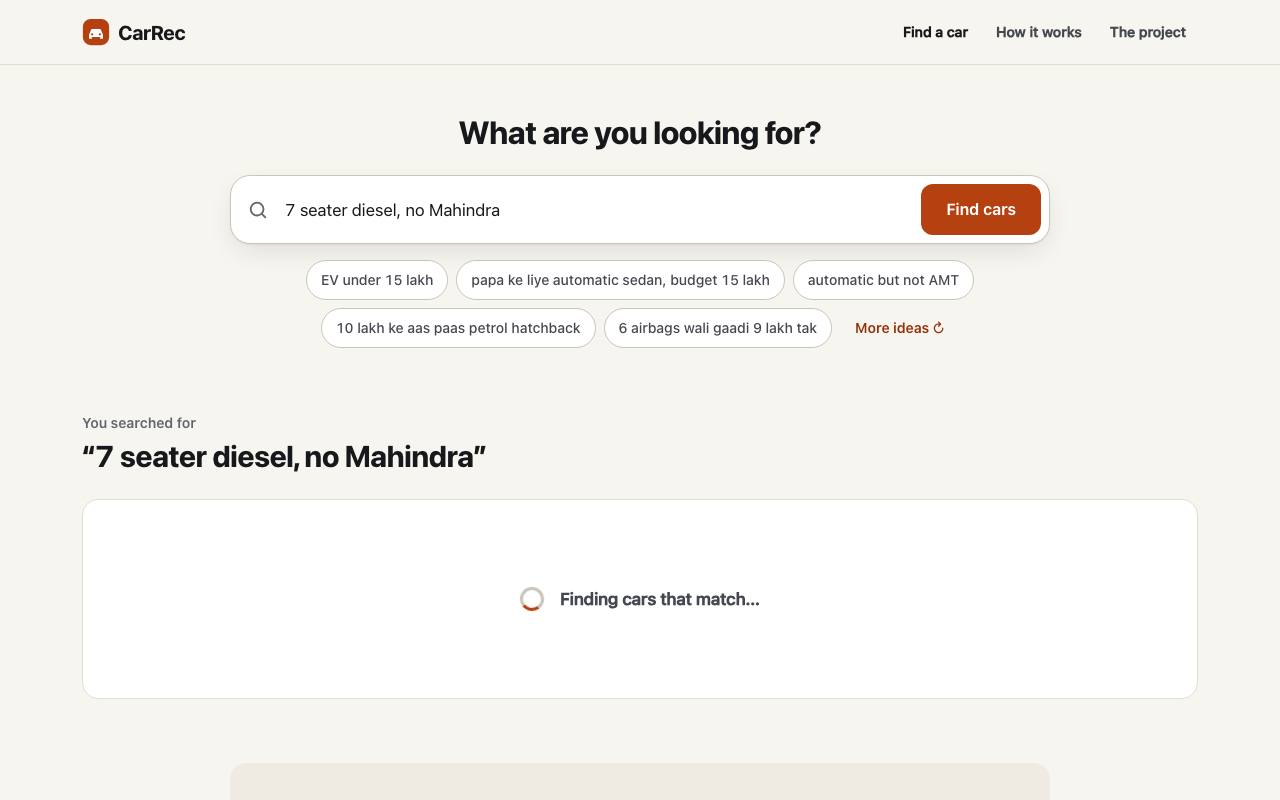 CarRec
Find a car
How it works
The project
What are you looking for?
7 seater diesel, no Mahindra
Find cars
EV under 15 lakh
papa ke liye automatic sedan, budget 15 lakh
automatic but not AMT
10 lakh ke aas paas petrol hatchback
6 airbags wali gaadi 9 lakh tak
More ideas ↻
You searched for
“7 seater diesel, no Mahindra”
Finding cars that match...